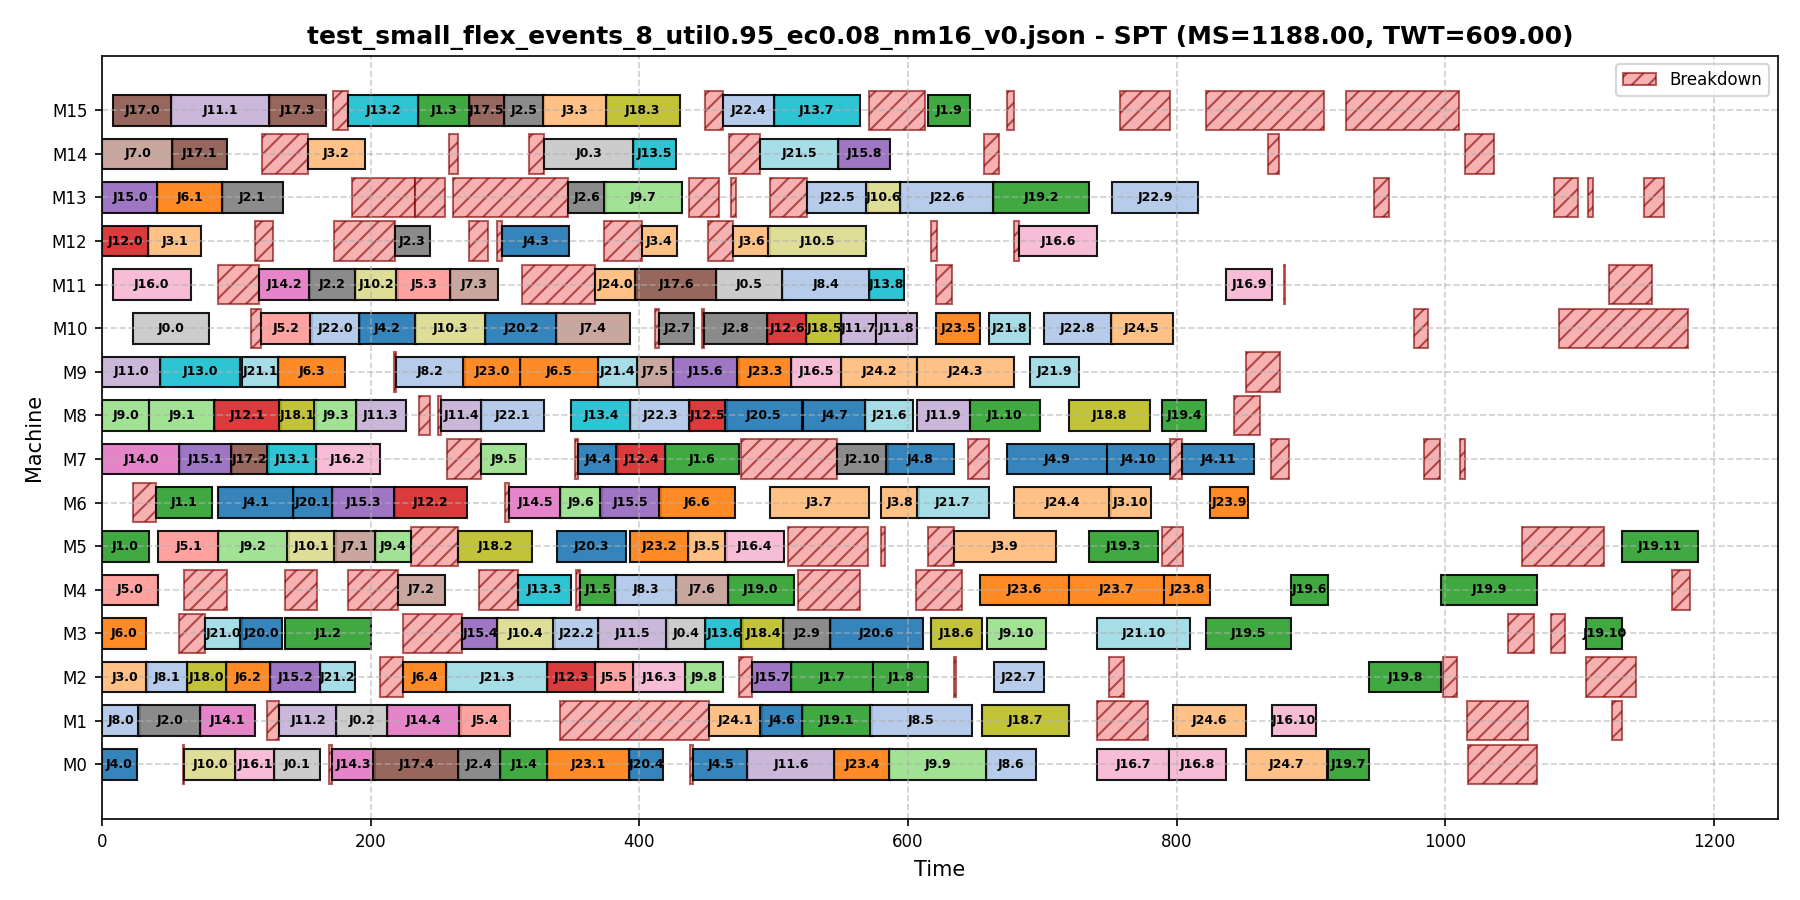 test_small_flex_events_8_util0.95_ec0.08_nm16_v0.json - SPT (MS=1188.00, TWT=609.00)
Breakdown
M15 J17.0 J11.1 J17.3 J13.2 J1.3 J17.5 J2.5 J3.3 J18.3 J22.4 J13.7 J1.9
M14 J7.0 J17.1 J3.2 J0.3 J13.5 J21.5 J15.8
M13 J15.0 J6.1 J2.1 J2.6 J9.7 J22.5 J10.6 J22.6 J19.2 J22.9
M12 J12.0 J3.1 J2.3 J4.3 J3.4 J3.6 J10.5 J16.6
M11 J16.0 J14.2 J2.2 J10.2 J5.3 J7.3 J24.0 J17.6 J0.5 J8.4 J13.8 J16.9
M10 J0.0 J5.2 J22.0 J4.2 J10.3 J20.2 J7.4 J2.7 J2.8 J12.6 J18.5 J11.7 J11.8 J23.5 J21.8 J22.8 J24.5
M9 J11.0 J13.0 J21.1 J6.3 J8.2 J23.0 J6.5 J21.4 J7.5 J15.6 J23.3 J16.5 J24.2 J24.3 J21.9
M8 J9.0 J9.1 J12.1 J18.1 J9.3 J11.3 J11.4 J22.1 J13.4 J22.3 J12.5 J20.5 J4.7 J21.6 J11.9 J1.10 J18.8 J19.4
M7 J14.0 J15.1 J17.2 J13.1 J16.2 J9.5 J4.4 J12.4 J1.6 J2.10 J4.8 J4.9 J4.10 J4.11
M6 J1.1 J4.1 J20.1 J15.3 J12.2 J14.5 J9.6 J15.5 J6.6 J3.7 J3.8 J21.7 J24.4 J3.10 J23.9
M5 J1.0 J5.1 J9.2 J10.1 J7.1 J9.4 J18.2 J20.3 J23.2 J3.5 J16.4 J3.9 J19.3 J19.11
M4 J5.0 J7.2 J13.3 J1.5 J8.3 J7.6 J19.0 J23.6 J23.7 J23.8 J19.6 J19.9
M3 J6.0 J21.0 J20.0 J1.2 J15.4 J10.4 J22.2 J11.5 J0.4 J13.6 J18.4 J2.9 J20.6 J18.6 J9.10 J21.10 J19.5 J19.10
M2 J3.0 J8.1 J18.0 J6.2 J15.2 J21.2 J6.4 J21.3 J12.3 J5.5 J16.3 J9.8 J15.7 J1.7 J1.8 J22.7 J19.8
M1 J8.0 J2.0 J14.1 J11.2 J0.2 J14.4 J5.4 J24.1 J4.6 J19.1 J8.5 J18.7 J24.6 J16.10
M0 J4.0 J10.0 J16.1 J0.1 J14.3 J17.4 J2.4 J1.4 J23.1 J20.4 J4.5 J11.6 J23.4 J9.9 J8.6 J16.7 J16.8 J24.7 J19.7
0 200 400 600 800 1000 1200
Time
Machine